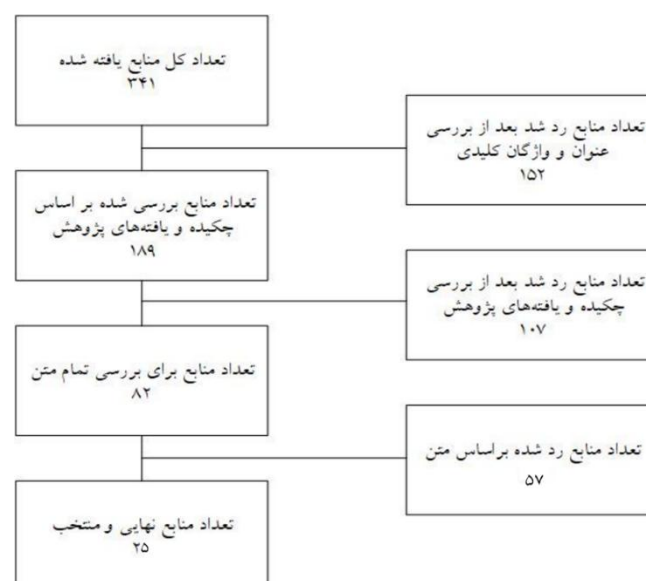 تعداد کل منابع یافته شده
۳۴۱
تعداد منابع رد شد بعد از بررسی
عنوان و واژگان کلیدی
۱۵۲
تعداد منابع بررسی شده بر اساس
چکیده و یافته‌های پژوهش
۱۸۹
تعداد منابع رد شد بعد از بررسی
چکیده و یافته‌های پژوهش
۱۰۷
تعداد منابع برای بررسی تمام متن
۸۲
تعداد منابع رد شده براساس متن
۵۷
تعداد منابع نهایی و منتخب
۲۵